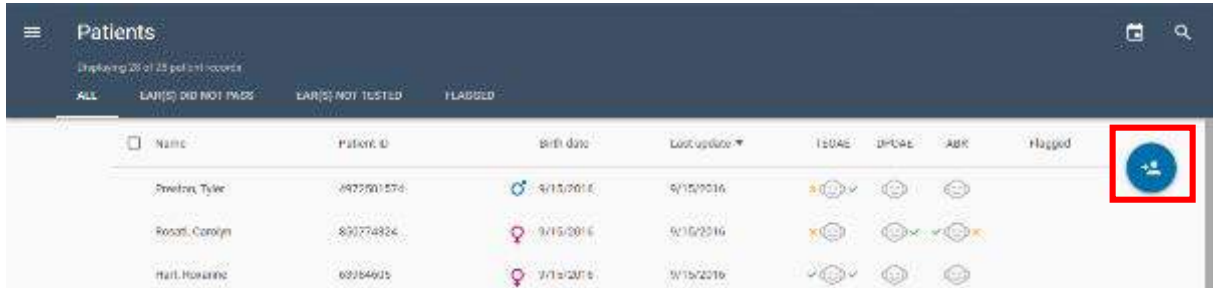 Patients
Displaying 28 of 28 patient records
ALL EAR(S) DID NOT PASS EAR(S) NOT TESTED FLAGGED
Name Patient ID Birth date Last update TEOAE DPOAE ABR Flagged
Preston, Tyler 9/15/2016 9/15/2016
Rosati, Carolyn 850774824 9/15/2016 9/15/2016
Hart, Roxanne 9/15/2016 9/15/2016